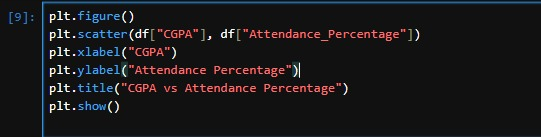 [9]: plt.figure()
plt.scatter(df["CGPA"], df["Attendance_Percentage"])
plt.xlabel("CGPA")
plt.ylabel("Attendance Percentage")
plt.title("CGPA vs Attendance Percentage")
plt.show()